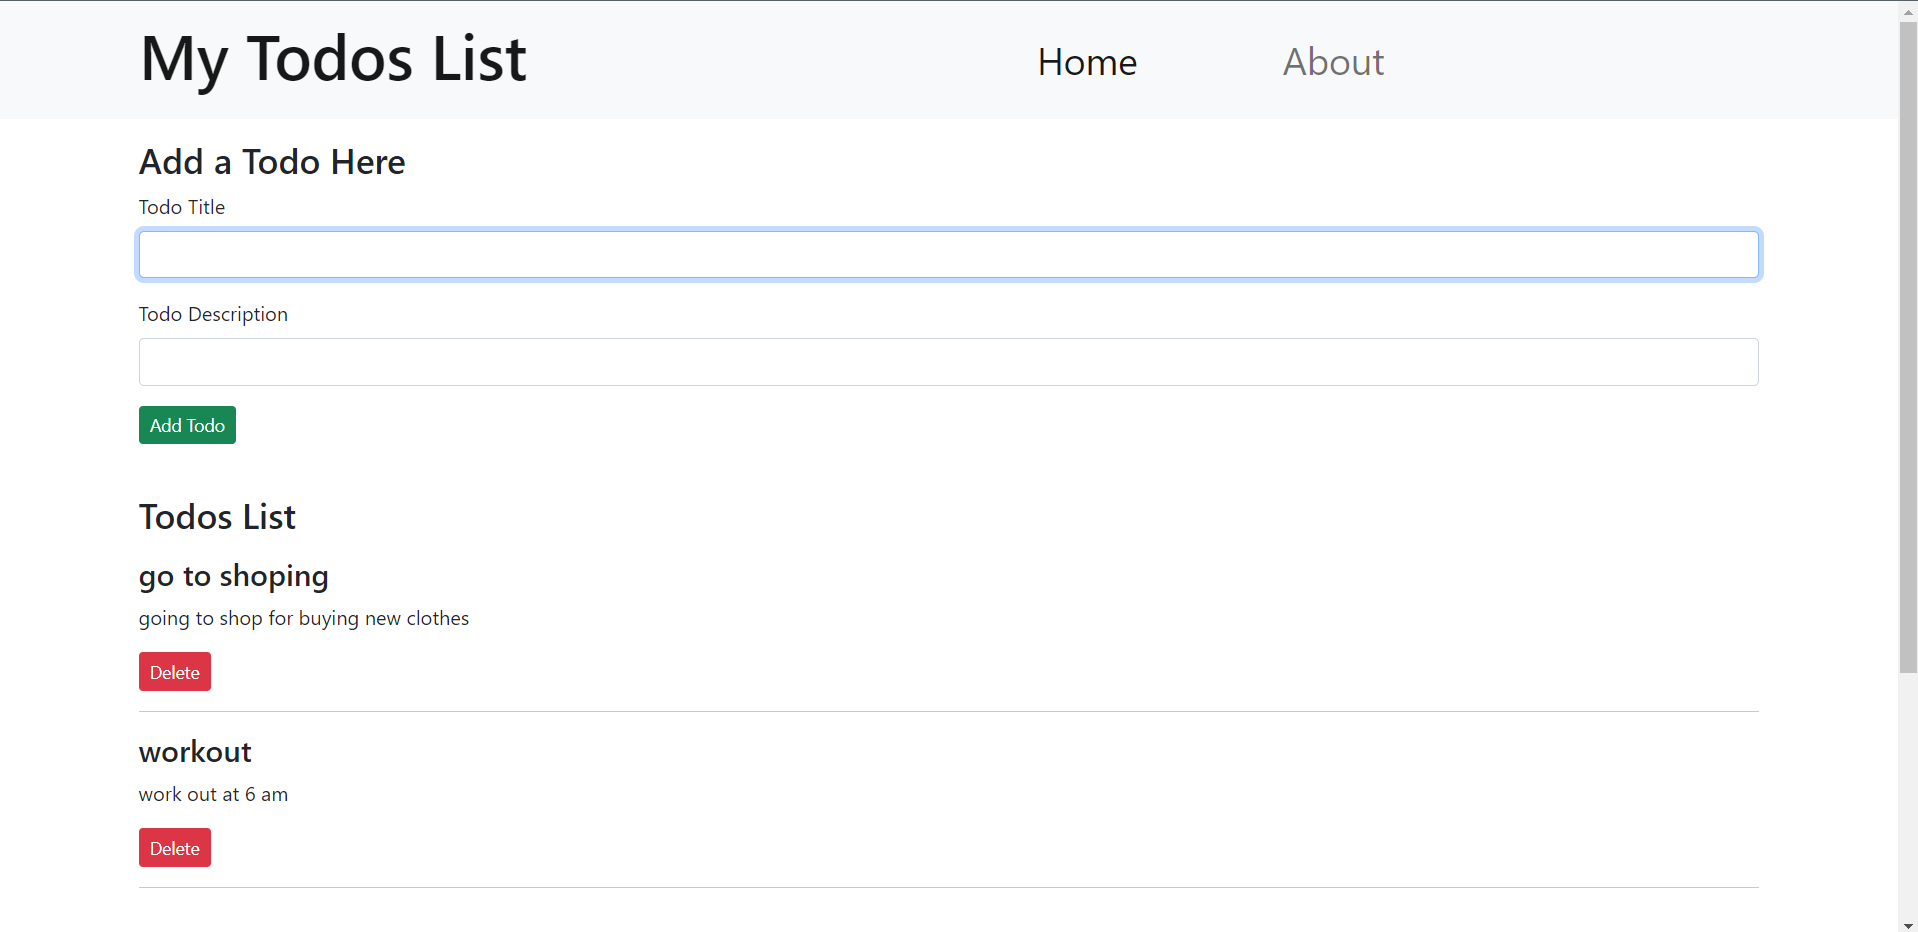 My Todos List
Home
About
Add a Todo Here
Todo Title
Todo Description
Add Todo
Todos List
go to shoping
going to shop for buying new clothes
Delete
workout
work out at 6 am
Delete